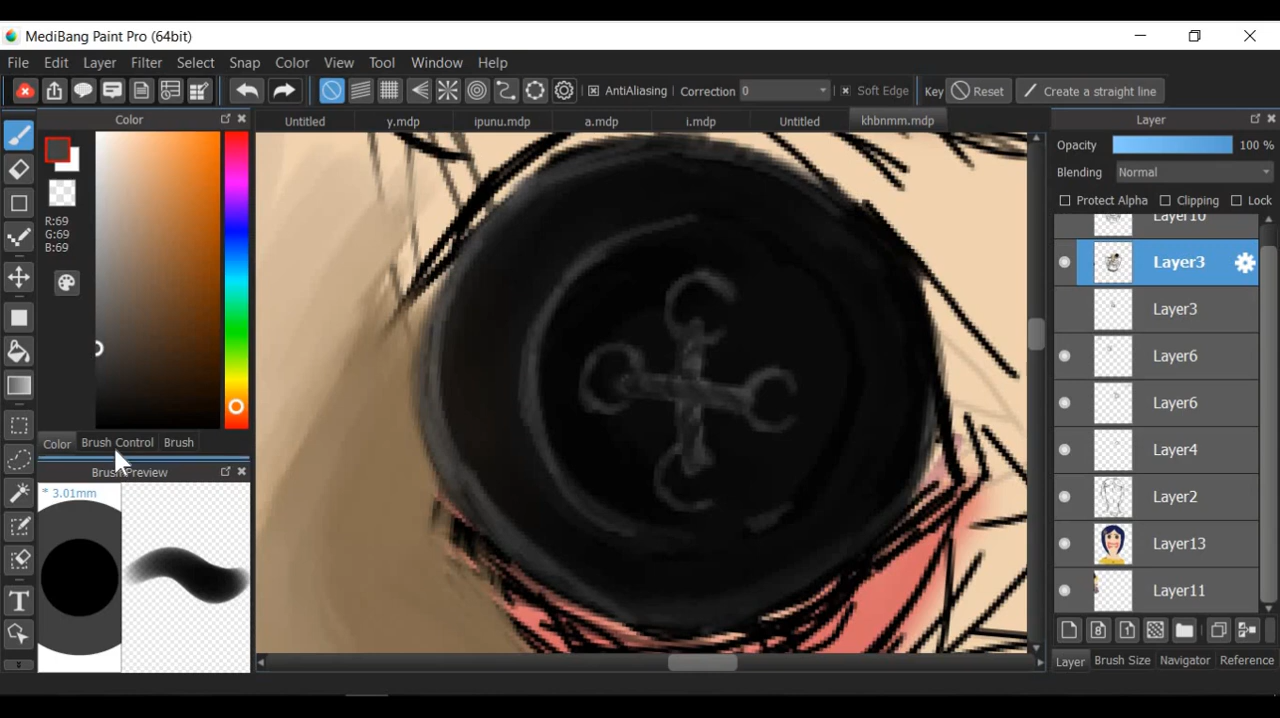 MediBang Paint Pro (64bit)
File Edit Layer Filter Select Snap Color View Tool Window Help
AntiAliasing Correction 0 Soft Edge Key Reset Create a straight line
Color
Untitled y.mdp ipunu.mdp a.mdp i.mdp Untitled khbnmm.mdp
Layer
Opacity 100 %
Blending Normal
Protect Alpha Clipping Lock
R:69
G:69
B:69
Layer10
Layer3
Layer3
Layer6
Layer6
Layer4
Layer2
Layer13
Layer11
Color Brush Control Brush
Brush Preview
* 3.01mm
T
8 1
Layer Brush Size Navigator Reference